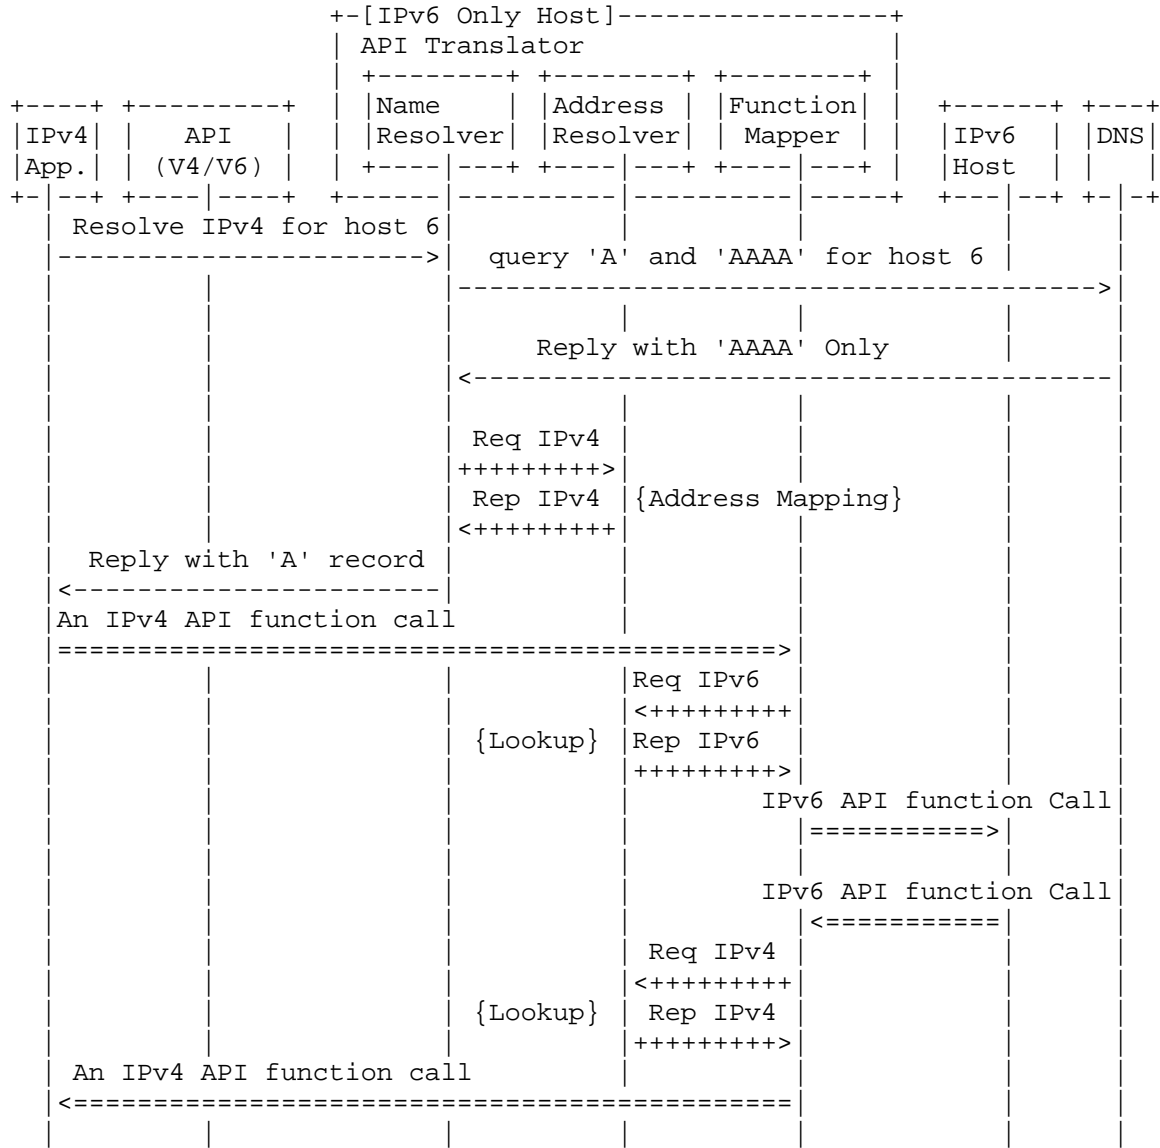 +-[IPv6 Only Host]-----------------+
| API Translator |
| +--------+ +--------+ +--------+ |
+----+ +---------+ | |Name | |Address | |Function| | +------+ +---+
|IPv4| | API | | |Resolver| |Resolver| | Mapper | | |IPv6 | |DNS|
|App.| | (V4/V6) | | +----|---+ +----|---+ +----|---+ | |Host | | |
+-|--+ +----|----+ +------|----------|----------|-----+ +---|--+ +-|-+
| Resolve IPv4 for host 6| | | | |
|----------------------->| query 'A' and 'AAAA' for host 6 | |
| | |---------------------------------------->|
| | | | | | |
| | | Reply with 'AAAA' Only | |
| | |<----------------------------------------|
| | | | | | |
| | | Req IPv4 | | | |
| | |+++++++++>| | | |
| | | Rep IPv4 |{Address Mapping} | |
| | |<+++++++++| | | |
| Reply with 'A' record | | | | |
|<-----------------------| | | | |
|An IPv4 API function call | | | |
|=============================================>| | |
| | | |Req IPv6 | | |
| | | |<+++++++++| | |
| | | {Lookup} |Rep IPv6 | | |
| | | |+++++++++>| | |
| | | | IPv6 API function Call|
| | | | |===========>| |
| | | | | | |
| | | | IPv6 API function Call|
| | | | |<===========| |
| | | | Req IPv4 | | |
| | | |<+++++++++| | |
| | | {Lookup} | Rep IPv4 | | |
| | | |+++++++++>| | |
| An IPv4 API function call | | | |
|<=============================================| | |
| | | | | | |